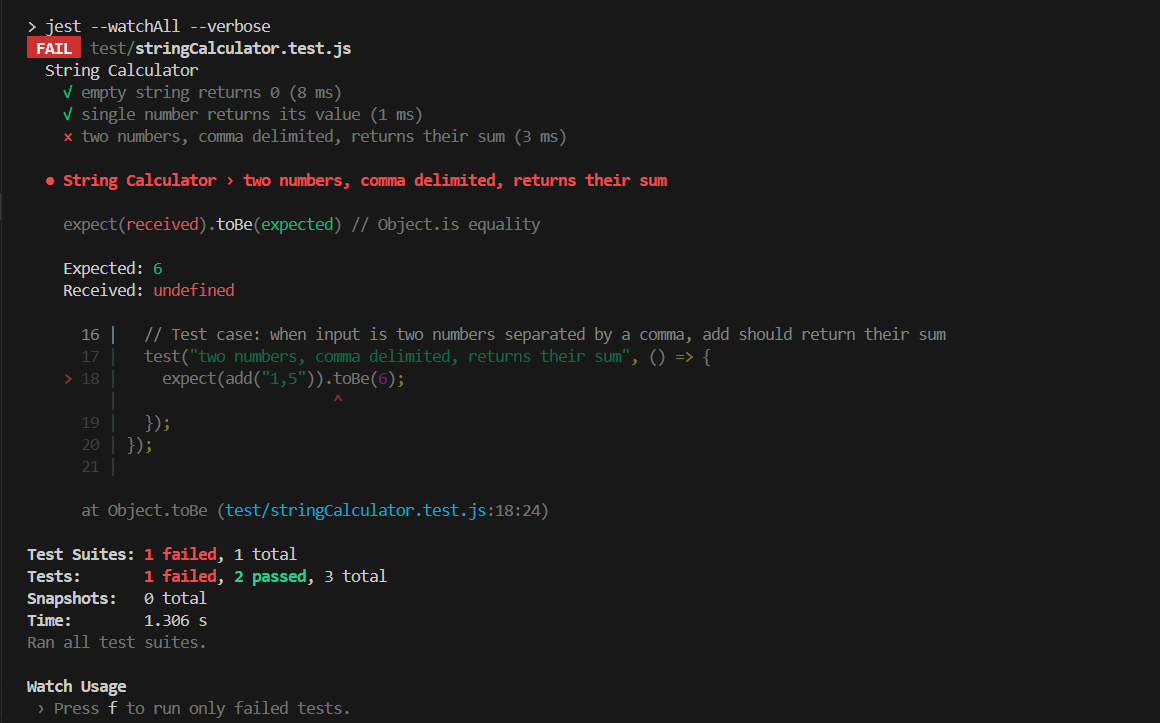 > jest --watchAll --verbose
FAIL test/stringCalculator.test.js
String Calculator
√ empty string returns 0 (8 ms)
√ single number returns its value (1 ms)
× two numbers, comma delimited, returns their sum (3 ms)
● String Calculator › two numbers, comma delimited, returns their sum
expect(received).toBe(expected) // Object.is equality
Expected: 6
Received: undefined
16 | // Test case: when input is two numbers separated by a comma, add should return their sum
17 | test("two numbers, comma delimited, returns their sum", () => {
> 18 | expect(add("1,5")).toBe(6);
| ^
19 | });
20 | });
21 |
at Object.toBe (test/stringCalculator.test.js:18:24)
Test Suites: 1 failed, 1 total
Tests: 1 failed, 2 passed, 3 total
Snapshots: 0 total
Time: 1.306 s
Ran all test suites.
Watch Usage
› Press f to run only failed tests.